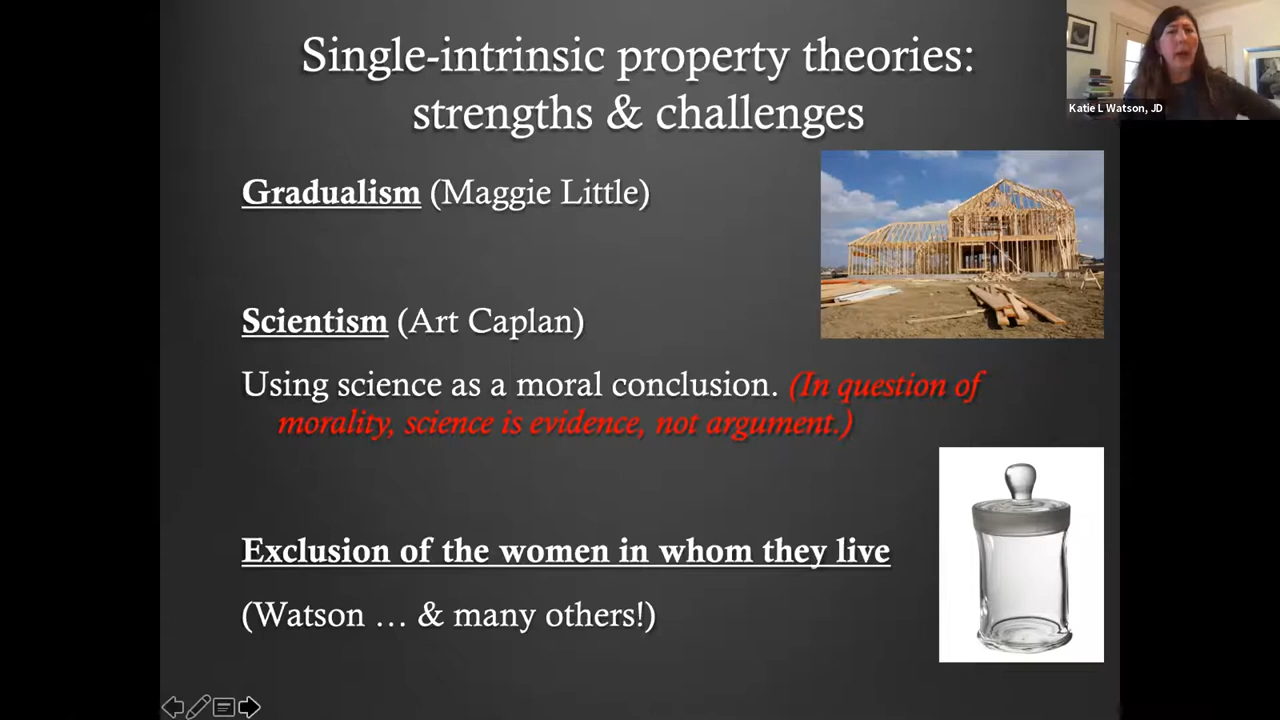 Single-intrinsic property theories:
strengths & challenges
Katie L Watson, JD
Gradualism (Maggie Little)
Scientism (Art Caplan)
Using science as a moral conclusion. (In question of
morality, science is evidence, not argument.)
Exclusion of the women in whom they live
(Watson … & many others!)